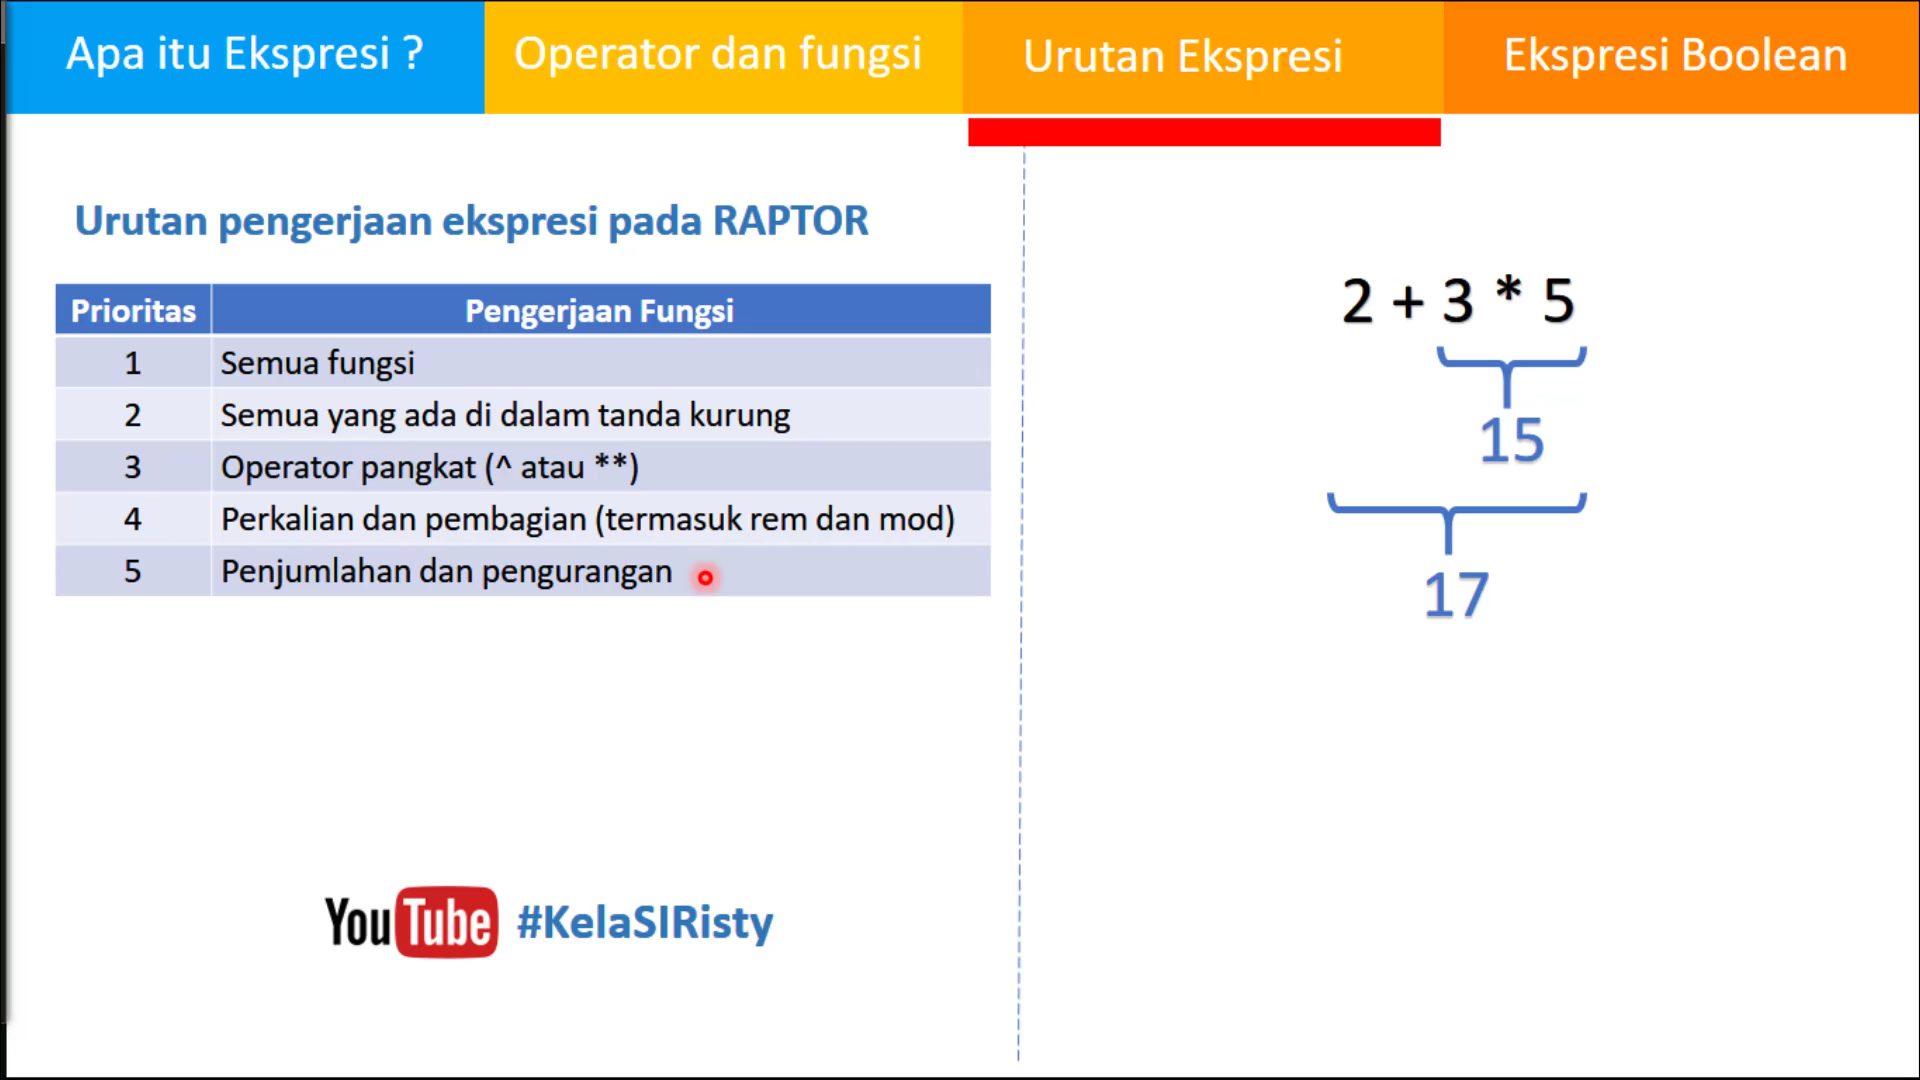 Apa itu Ekspresi ?
Operator dan fungsi
Urutan Ekspresi
Ekspresi Boolean
Urutan pengerjaan ekspresi pada RAPTOR
Prioritas Pengerjaan Fungsi
1 Semua fungsi
2 Semua yang ada di dalam tanda kurung
3 Operator pangkat (^ atau **)
4 Perkalian dan pembagian (termasuk rem dan mod)
5 Penjumlahan dan pengurangan
2 + 3 * 5
15
17
YouTube #KelaSIRisty